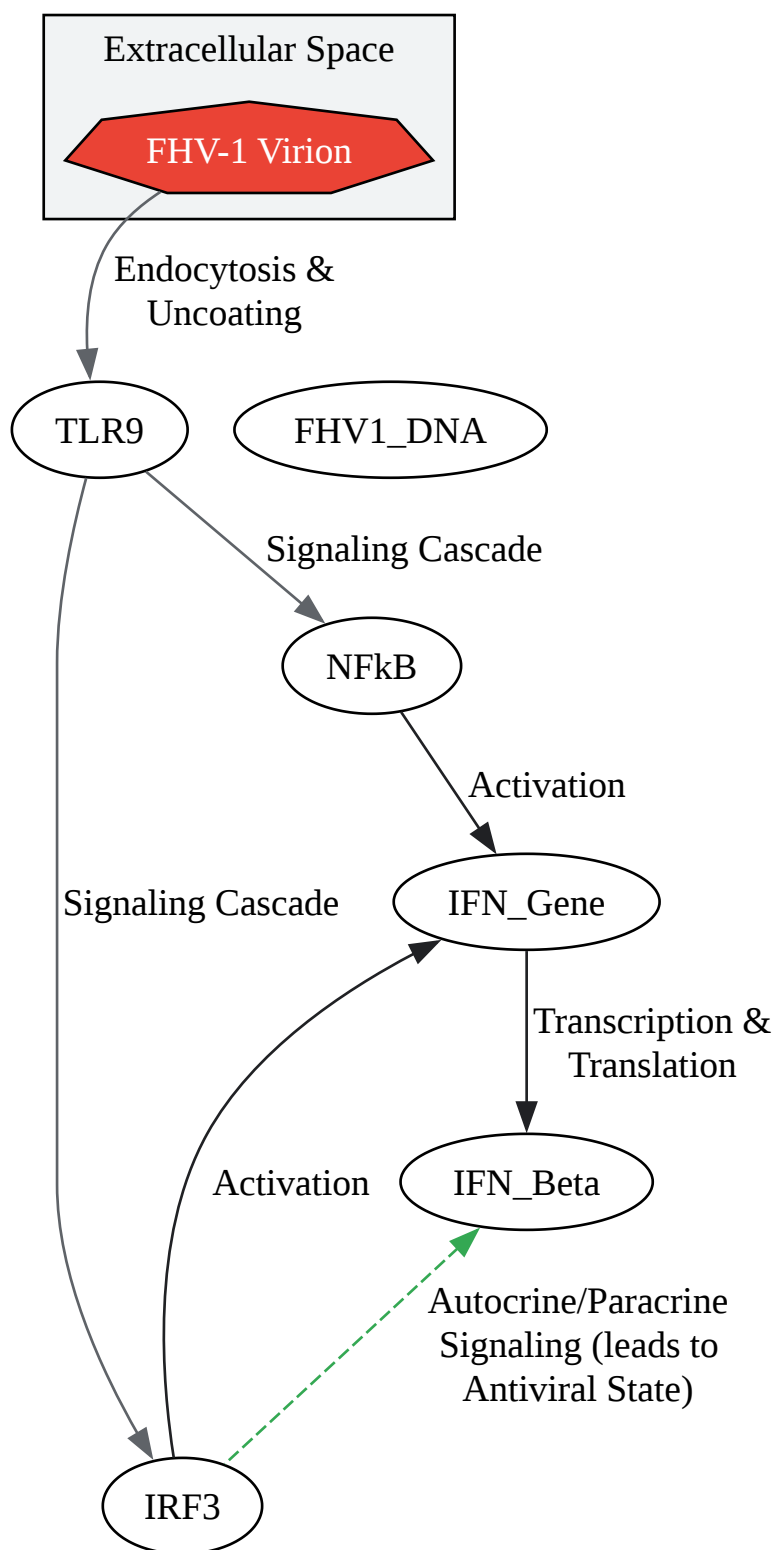 Extracellular Space
FHV-1 Virion
Endocytosis &
Uncoating
TLR9
FHV1_DNA
Signaling Cascade
NFkB
Activation
Signaling Cascade
IFN_Gene
Transcription &
Translation
Activation
IFN_Beta
Autocrine/Paracrine
Signaling (leads to
Antiviral State)
IRF3